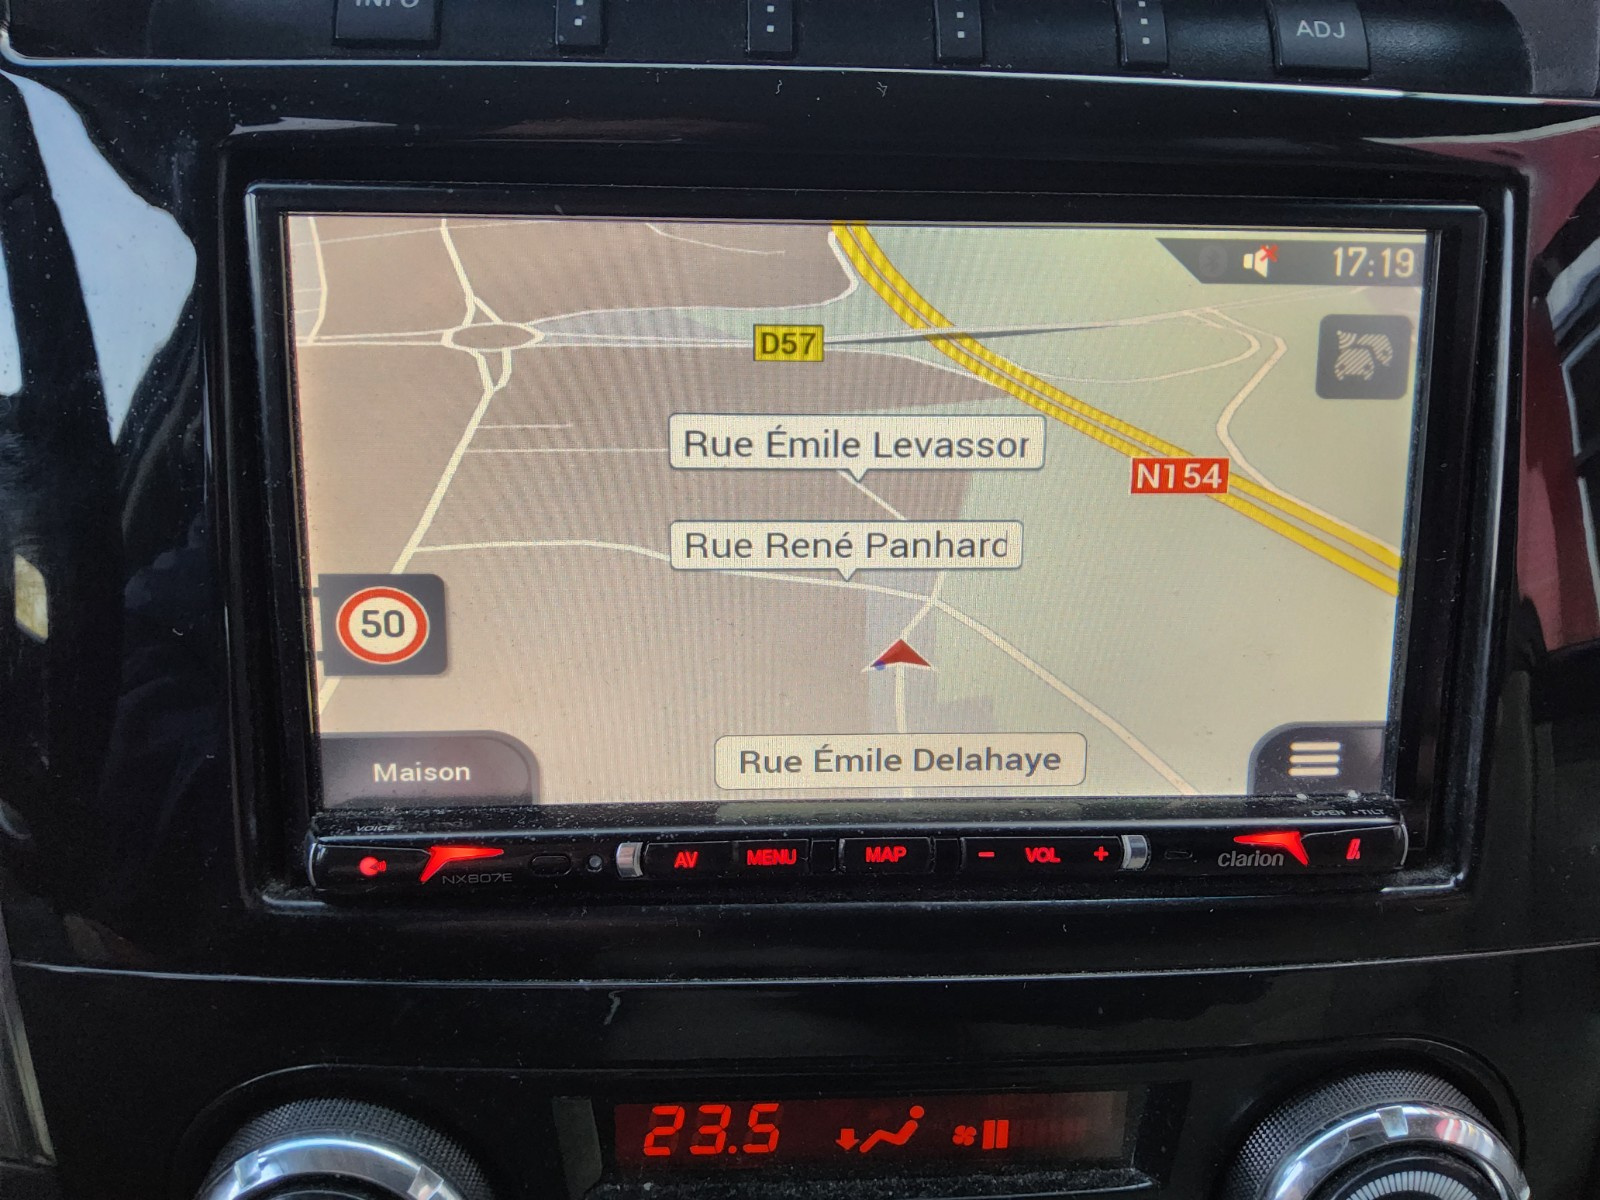 INFO
ADJ
17:19
D57
Rue Émile Levassor
N154
Rue René Panhard
50
Rue Émile Delahaye
Maison
VOICE
OPEN • TILT
NX807E
AV
MENU
MAP
− VOL +
clarion
23.5